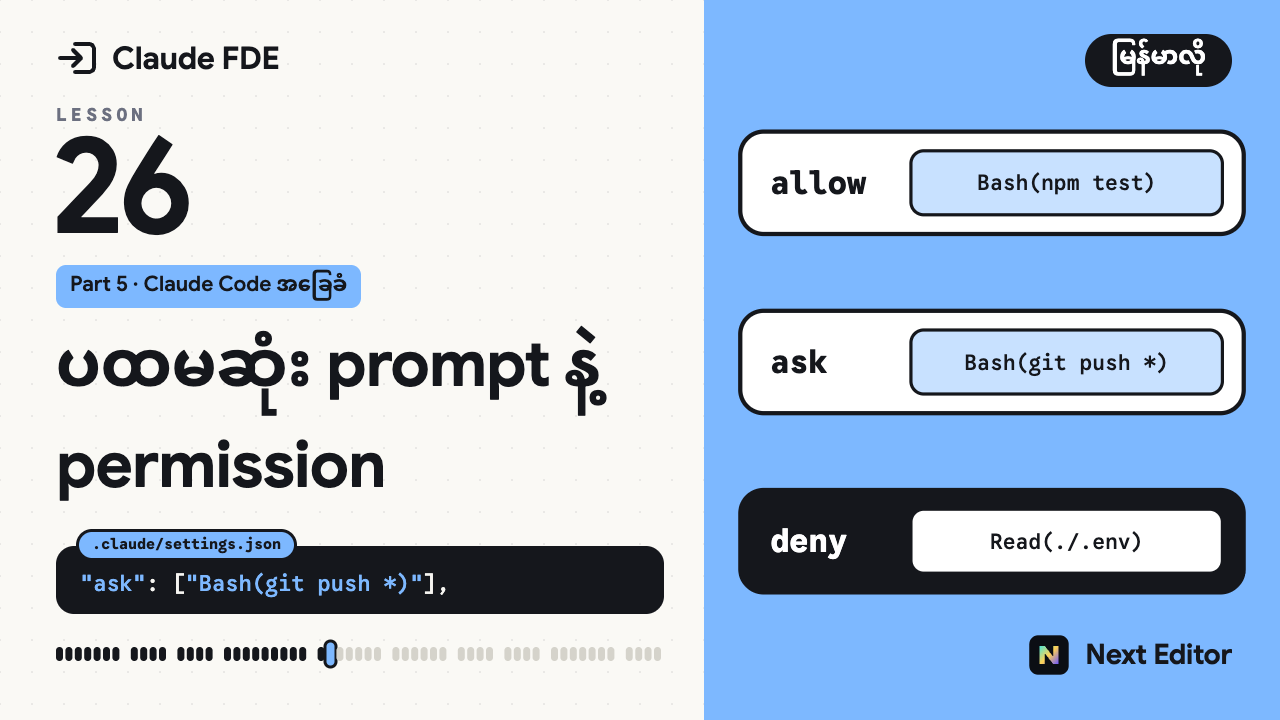 Claude FDE
LESSON
26
Part 5 · Claude Code အခြေခံ
ပထမဆုံး prompt နဲ့
permission
.claude/settings.json
"ask": ["Bash(git push *)"],
မြန်မာလို
allow
Bash(npm test)
ask
Bash(git push *)
deny
Read(./.env)
N
Next Editor